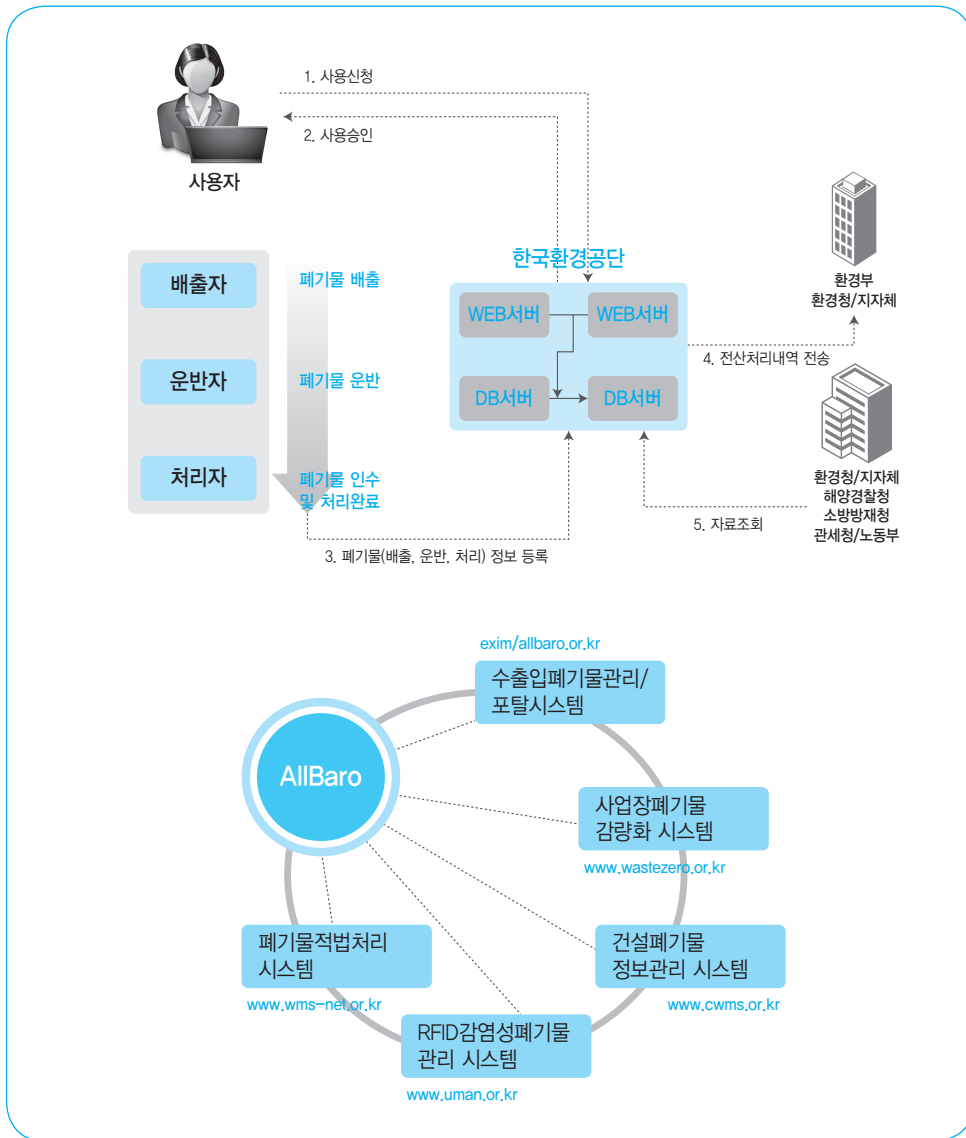 1. 사용신청
2. 사용승인
사용자
배출자
운반자
처리자
폐기물 배출
폐기물 운반
폐기물 인수
및 처리완료
한국환경공단
WEB서버
WEB서버
DB서버
DB서버
환경부
환경청/지자체
4. 전산처리내역 전송
환경청/지자체
해양경찰청
소방방재청
관세청/노동부
5. 자료조회
3. 폐기물(배출, 운반, 처리) 정보 등록
exim/allbaro.or.kr
수출입폐기물관리/
포탈시스템
AllBaro
사업장폐기물
감량화 시스템
www.wastezero.or.kr
폐기물적법처리
시스템
www.wms-net.or.kr
건설폐기물
정보관리 시스템
www.cwms.or.kr
RFID감염성폐기물
관리 시스템
www.uman.or.kr